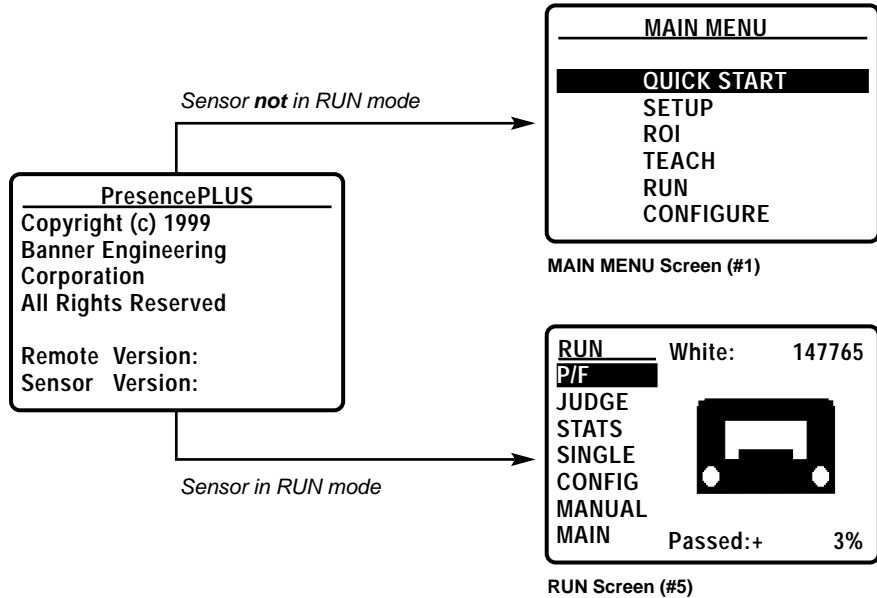 PresencePLUS
Copyright (c) 1999
Banner Engineering
Corporation
All Rights Reserved
Remote Version:
Sensor Version:
Sensor not in RUN mode
MAIN MENU
QUICK START
SETUP
ROI
TEACH
RUN
CONFIGURE
MAIN MENU Screen (#1)
Sensor in RUN mode
RUN White: 147765
P/F
JUDGE
STATS
SINGLE
CONFIG
MANUAL
MAIN Passed:+ 3%
RUN Screen (#5)